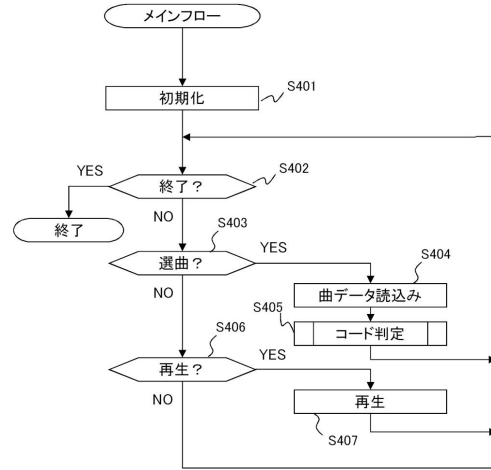 メインフロー
初期化
S401
YES
終了？
S402
終了
NO
S403
選曲？
YES
S404
曲データ読込み
NO
S405
コード判定
S406
再生？
YES
再生
NO
S407